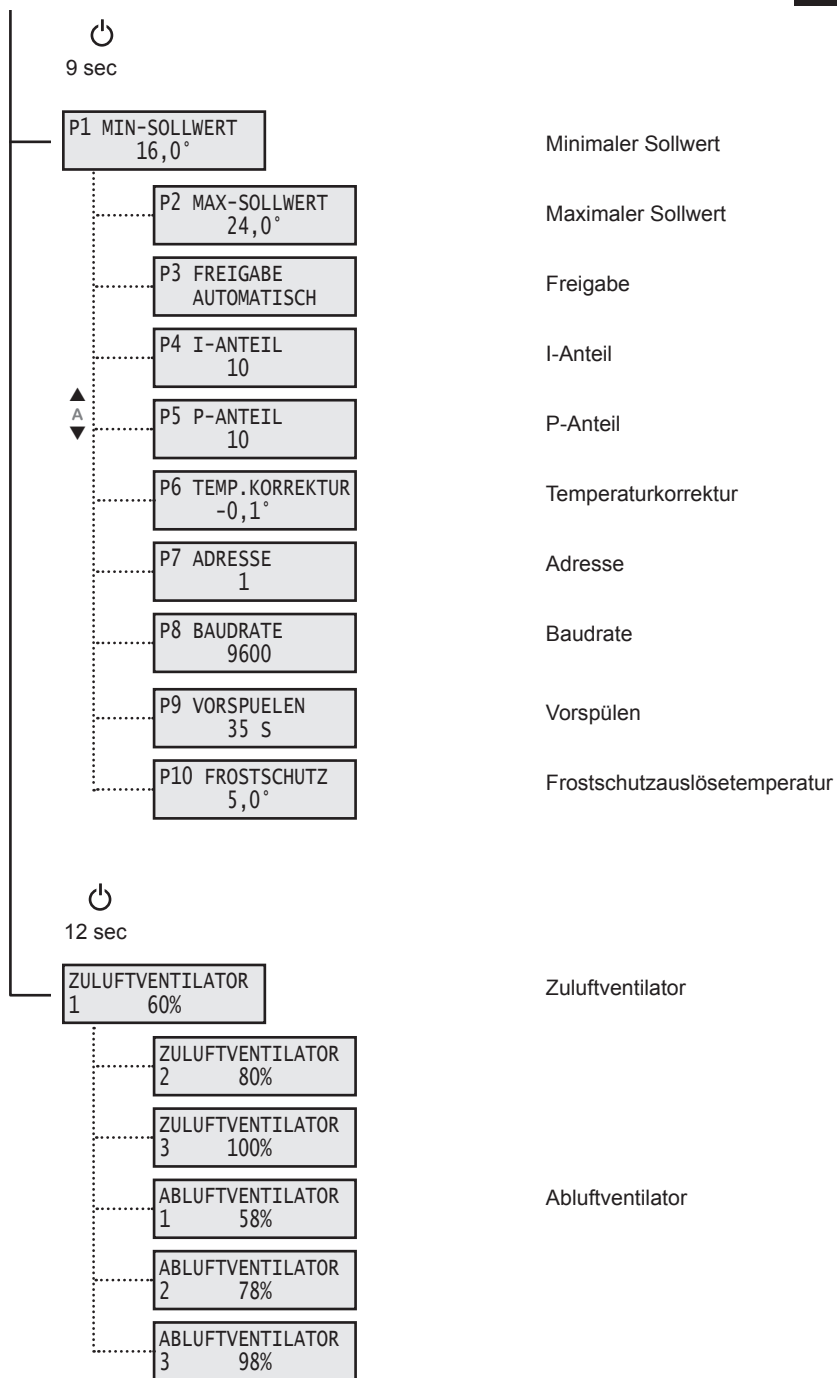 9 sec
P1 MIN-SOLLWERT
16,0°
Minimaler Sollwert
P2 MAX-SOLLWERT
24,0°
Maximaler Sollwert
P3 FREIGABE
AUTOMATISCH
Freigabe
P4 I-ANTEIL
10
I-Anteil
A
P5 P-ANTEIL
10
P-Anteil
P6 TEMP.KORREKTUR
-0,1°
Temperaturkorrektur
P7 ADRESSE
1
Adresse
P8 BAUDRATE
9600
Baudrate
P9 VORSPUELEN
35 S
Vorspülen
P10 FROSTSCHUTZ
5,0°
Frostschutzauslösetemperatur
12 sec
ZULUFTVENTILATOR
1 60%
Zuluftventilator
ZULUFTVENTILATOR
2 80%
ZULUFTVENTILATOR
3 100%
ABLUFTVENTILATOR
1 58%
Abluftventilator
ABLUFTVENTILATOR
2 78%
ABLUFTVENTILATOR
3 98%